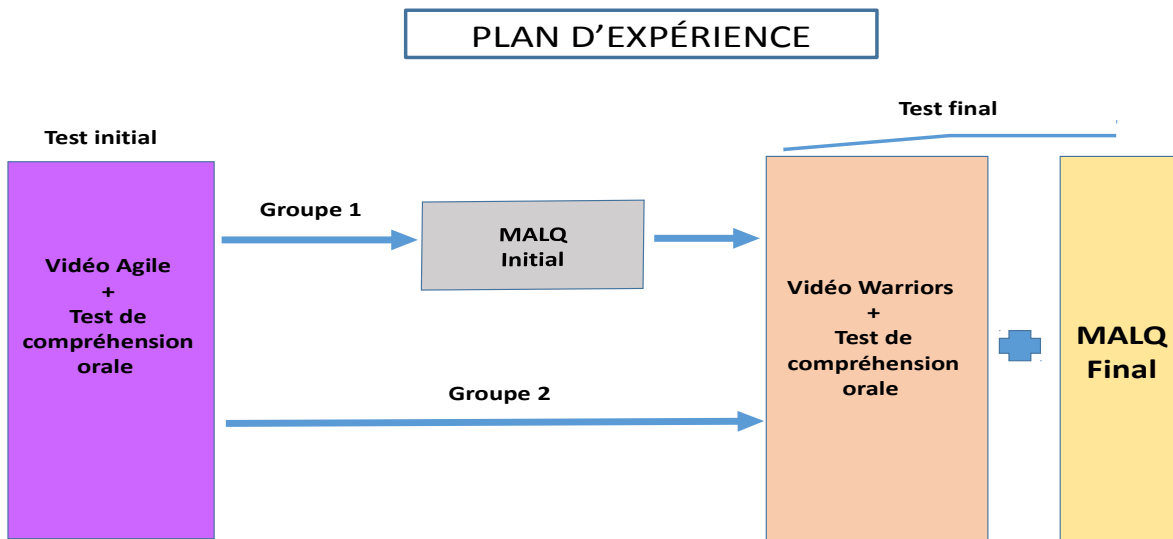 PLAN D'EXPÉRIENCE
Test final
Test initial
Groupe 1
MALQ
Initial
Vidéo Agile
+
Test de
compréhension
orale
Vidéo Warriors
+
Test de
compréhension
orale
MALQ
Final
Groupe 2